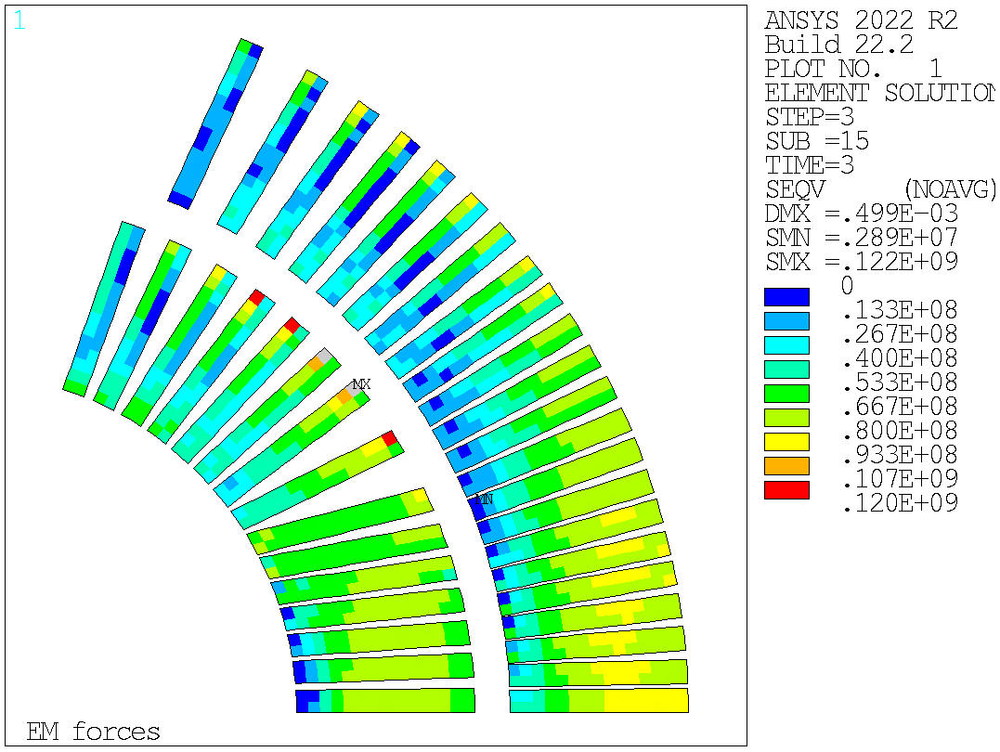 1
ANSYS 2022 R2
Build 22.2
PLOT NO. 1
ELEMENT SOLUTION
STEP=3
SUB =15
TIME=3
SEQV (NOAVG)
DMX =.499E-03
SMN =.289E+07
SMX =.122E+09
0
.133E+08
.267E+08
.400E+08
.533E+08
.667E+08
.800E+08
.933E+08
.107E+09
.120E+09
MX
MN
EM forces